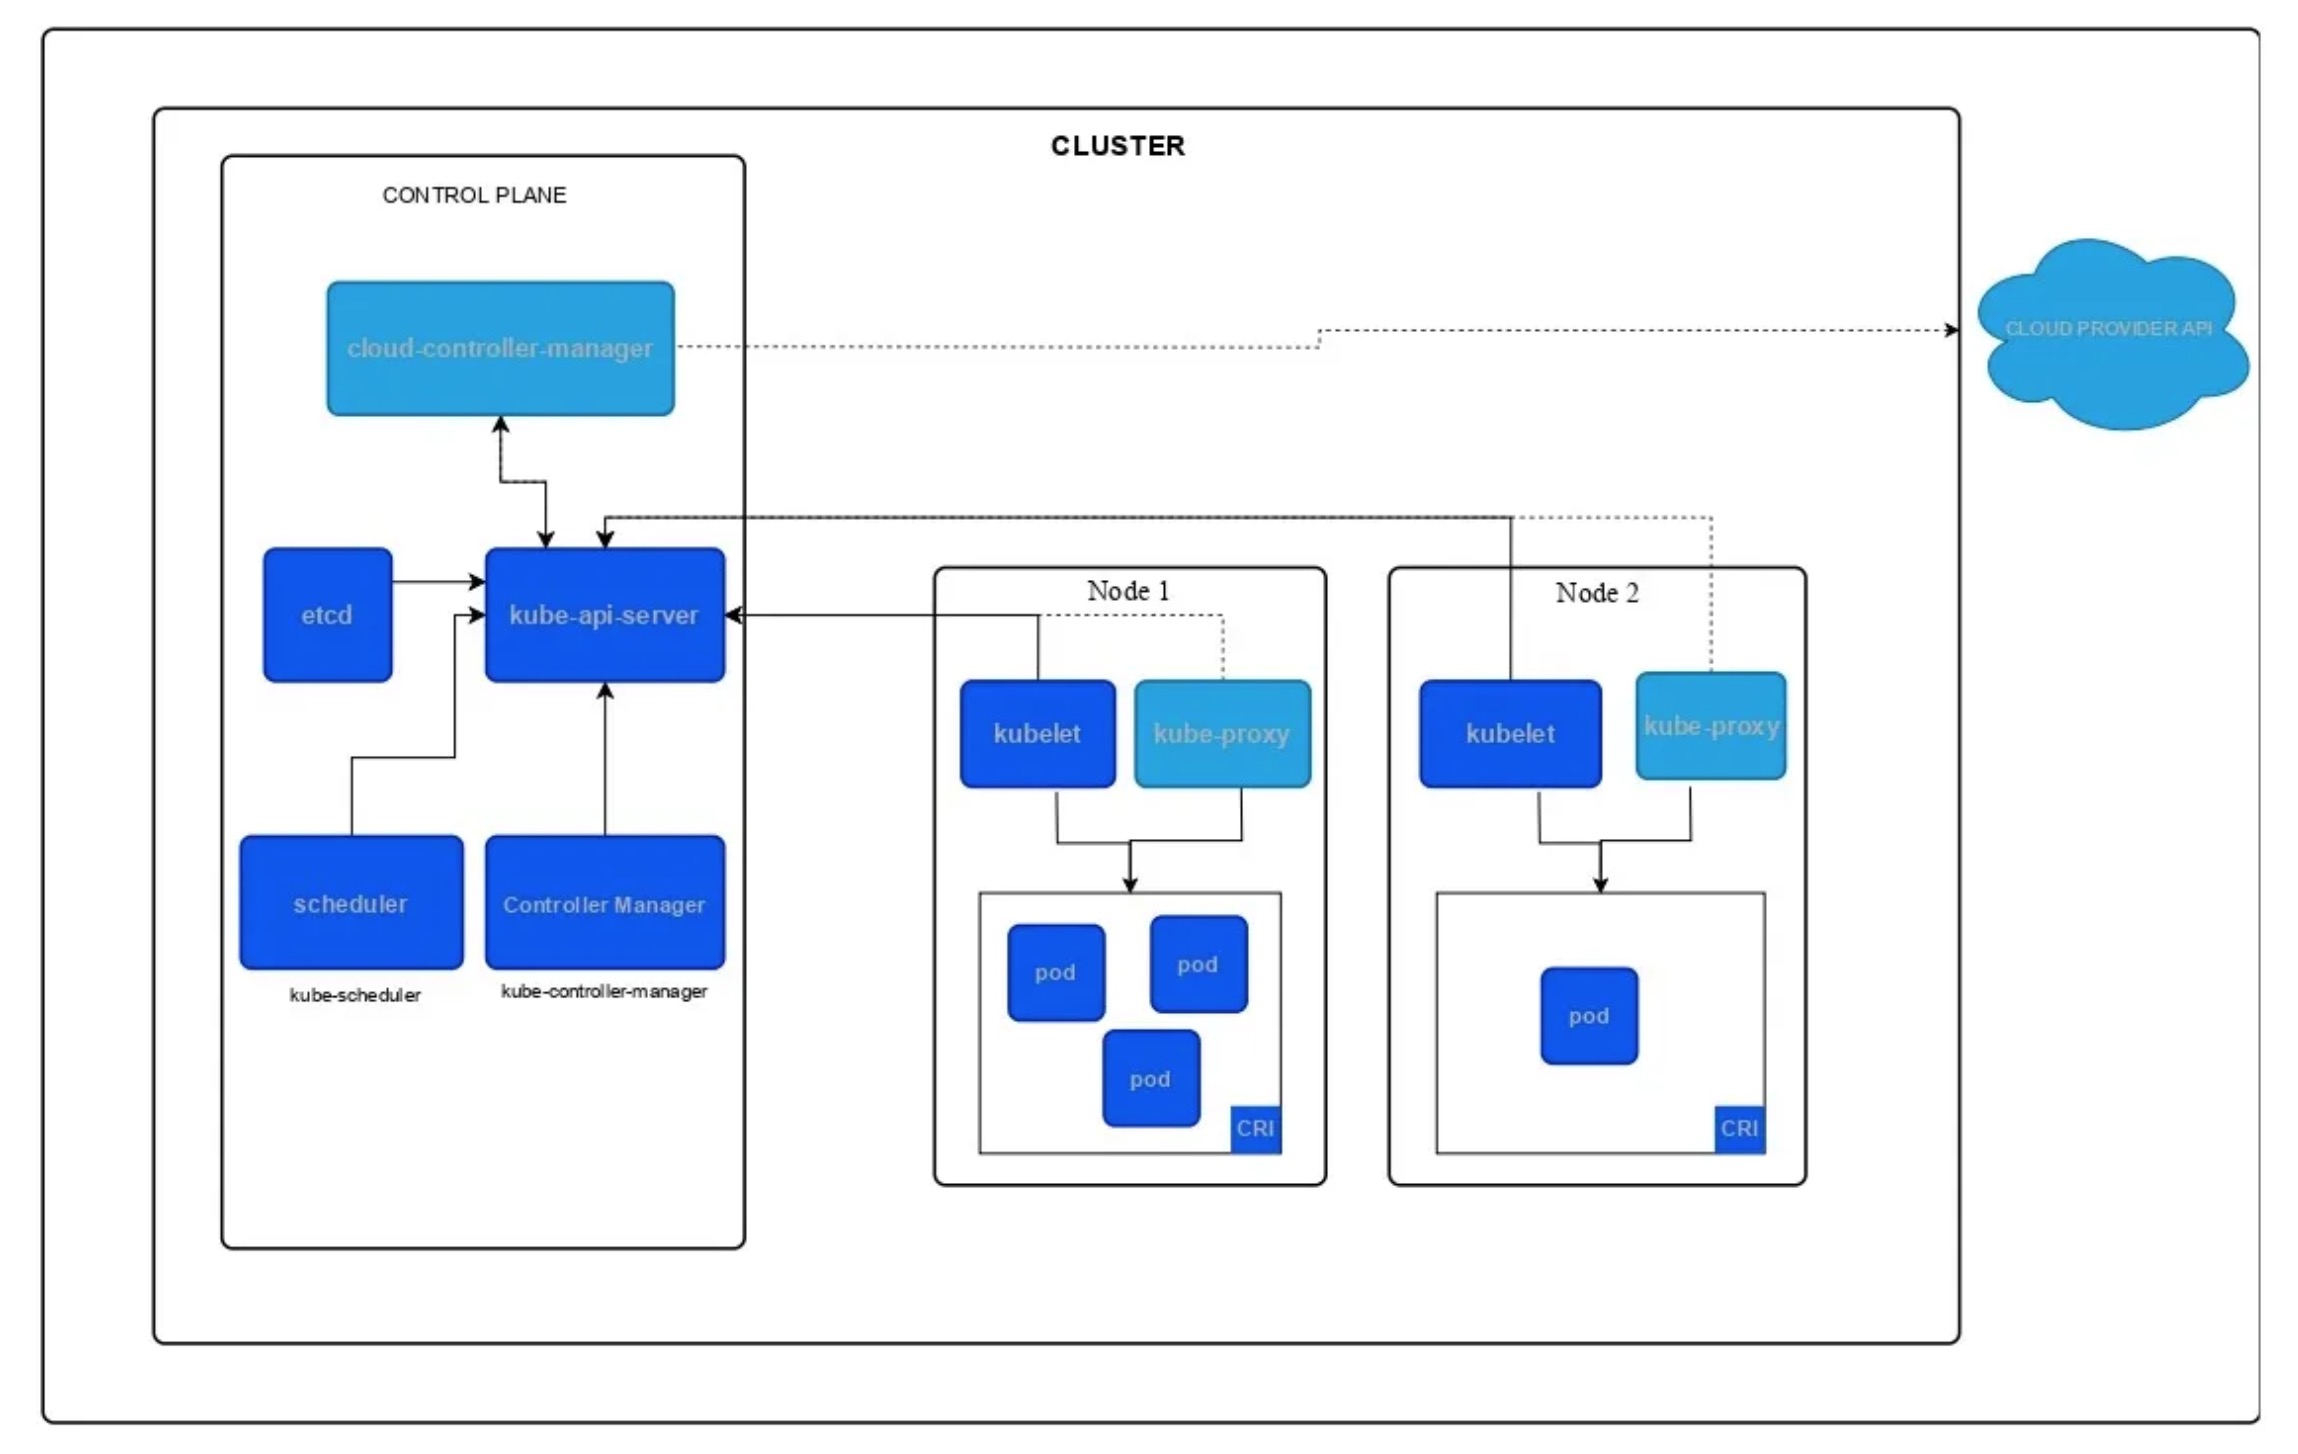 CLUSTER
CONTROL PLANE
cloud-controller-manager
CLOUD PROVIDER API
etcd
kube-api-server
scheduler
Controller Manager
kube-scheduler
kube-controller-manager
Node 1
kubelet
kube-proxy
pod
pod
pod
CRI
Node 2
kubelet
kube-proxy
pod
CRI